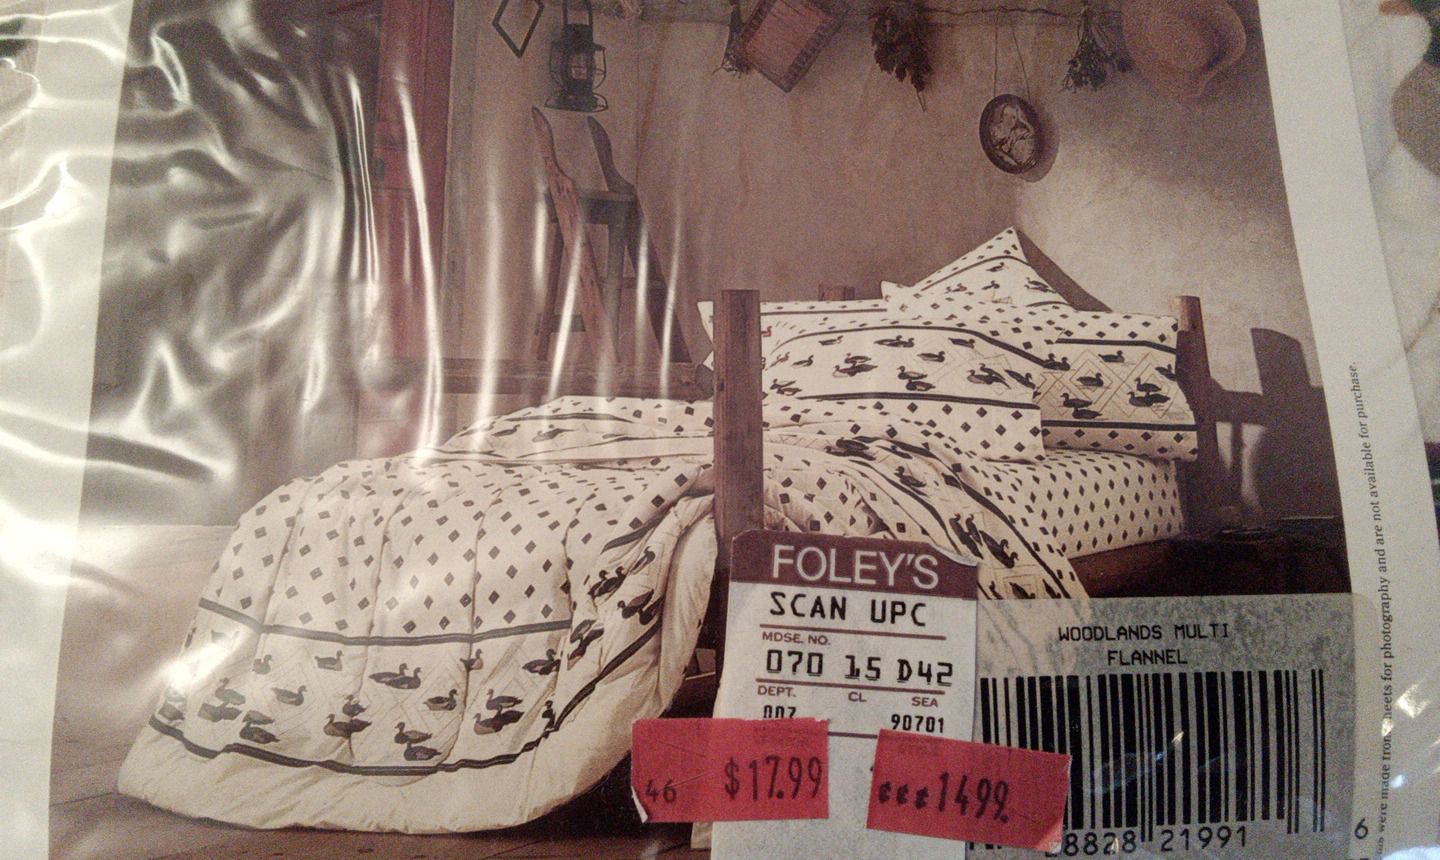 FOLEY'S
SCAN UPC
MDSE. NO.
070 15 D42
DEPT. CL SEA
007 90701
46 $17.99
¢¢¢1499.
WOODLANDS MULTI
FLANNEL
8828 21991
6
were made from sheets for photography and are not available for purchase.